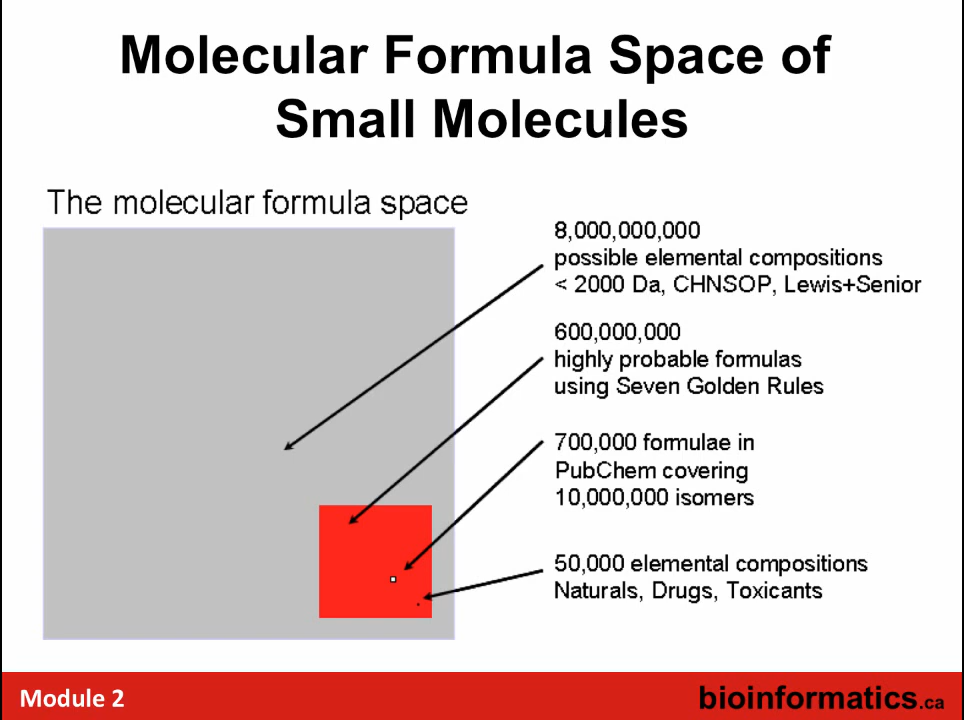 Molecular Formula Space of
Small Molecules
The molecular formula space
8,000,000,000
possible elemental compositions
< 2000 Da, CHNSOP, Lewis+Senior
600,000,000
highly probable formulas
using Seven Golden Rules
700,000 formulae in
PubChem covering
10,000,000 isomers
50,000 elemental compositions
Naturals, Drugs, Toxicants
Module 2
bioinformatics.ca